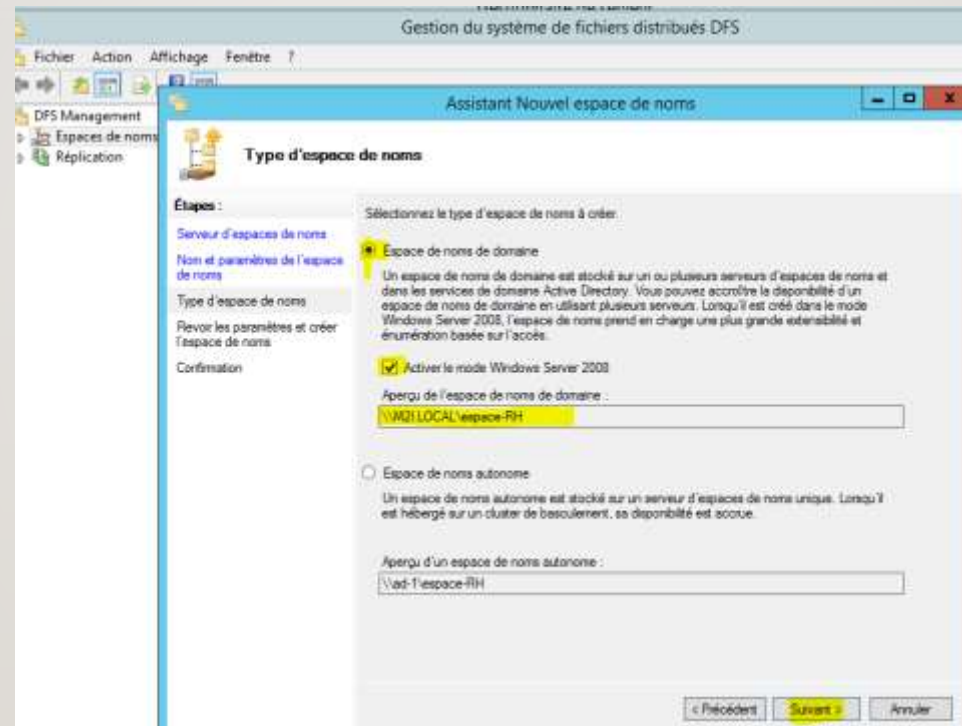 Gestion du système de fichiers distribués DFS
Fichier Action Affichage Fenêtre ?
DFS Management
Espaces de noms
Réplication
Assistant Nouvel espace de noms
Type d'espace de noms
Étapes :
Serveur d'espaces de noms
Nom et paramètres de l'espace
de noms
Type d'espace de noms
Revoir les paramètres et créer
l'espace de noms
Confirmation
Sélectionnez le type d'espace de noms à créer.
Espace de noms de domaine
Un espace de noms de domaine est stocké sur un ou plusieurs serveurs d'espaces de noms et
dans les services de domaine Active Directory. Vous pouvez accroître la disponibilité d'un
espace de noms de domaine en utilisant plusieurs serveurs. Lorsqu'il est créé dans le mode
Windows Server 2008, l'espace de noms prend en charge une plus grande extensibilité et
énumération basée sur l'accès.
Activer le mode Windows Server 2008
Aperçu de l'espace de noms de domaine :
\\M2I.LOCAL\espace-RH
Espace de noms autonome
Un espace de noms autonome est stocké sur un serveur d'espaces de noms unique. Lorsqu'il
est hébergé sur un cluster de basculement, sa disponibilité est accrue.
Aperçu d'un espace de noms autonome :
\\ad-1\espace-RH
< Précédent
Suivant >
Annuler